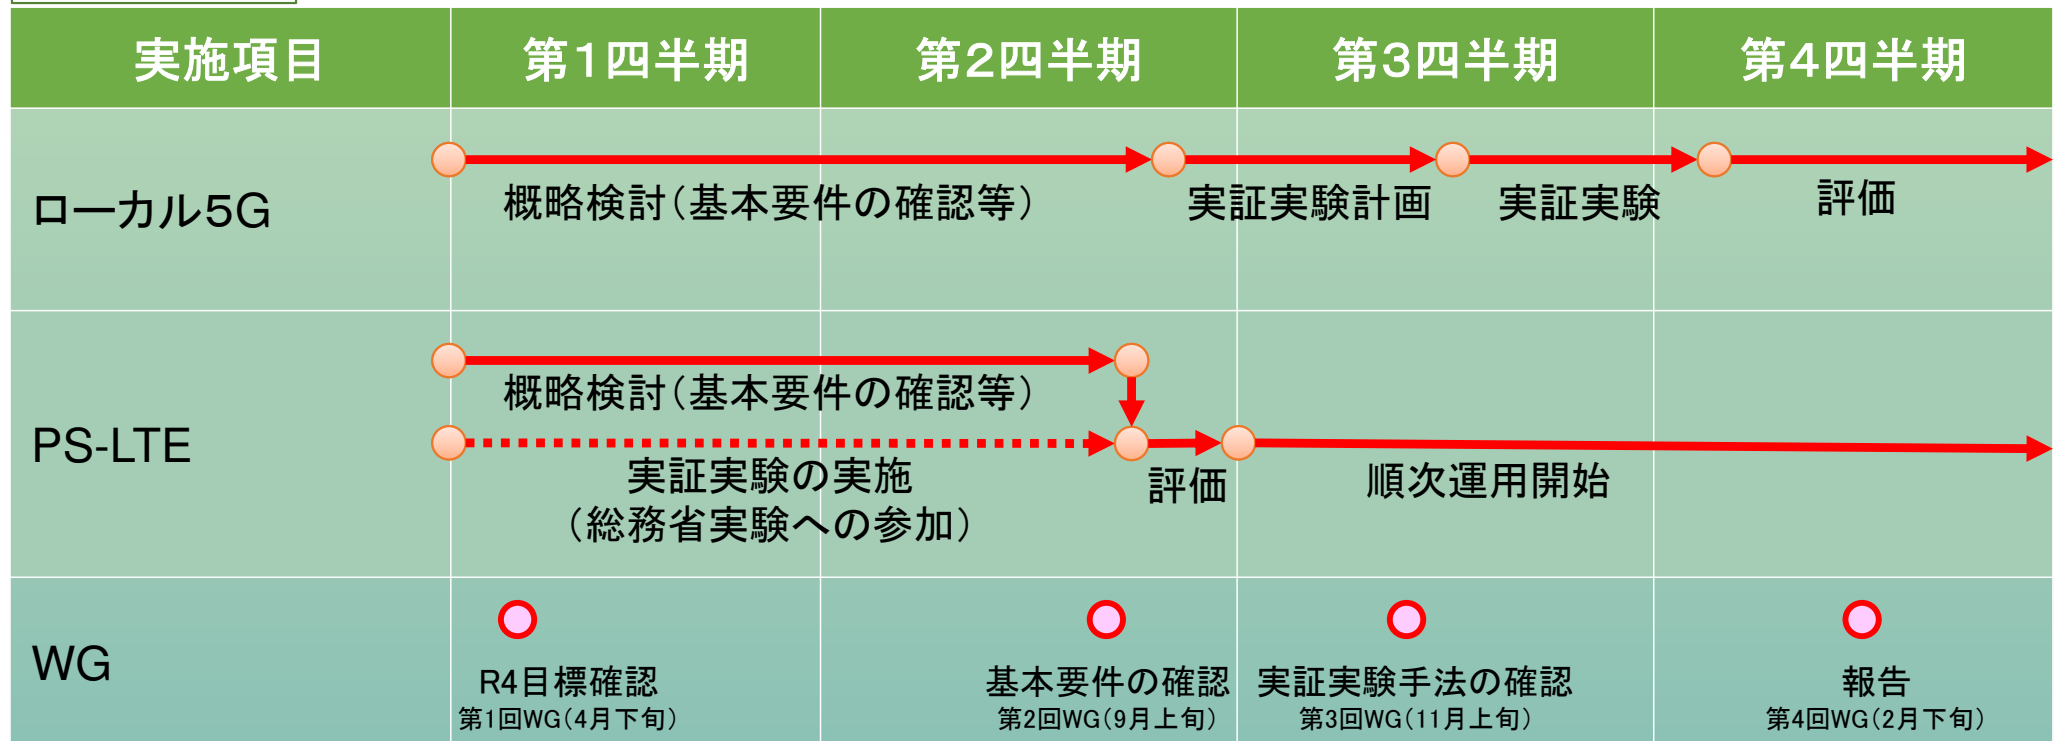 実施項目
第1四半期
第2四半期
第3四半期
第4四半期
ローカル5G
概略検討(基本要件の確認等)
実証実験計画
実証実験
評価
PS-LTE
概略検討(基本要件の確認等)
実証実験の実施
(総務省実験への参加)
評価
順次運用開始
WG
R4目標確認
第1回WG(4月下旬)
基本要件の確認
第2回WG(9月上旬)
実証実験手法の確認
第3回WG(11月上旬)
報告
第4回WG(2月下旬)